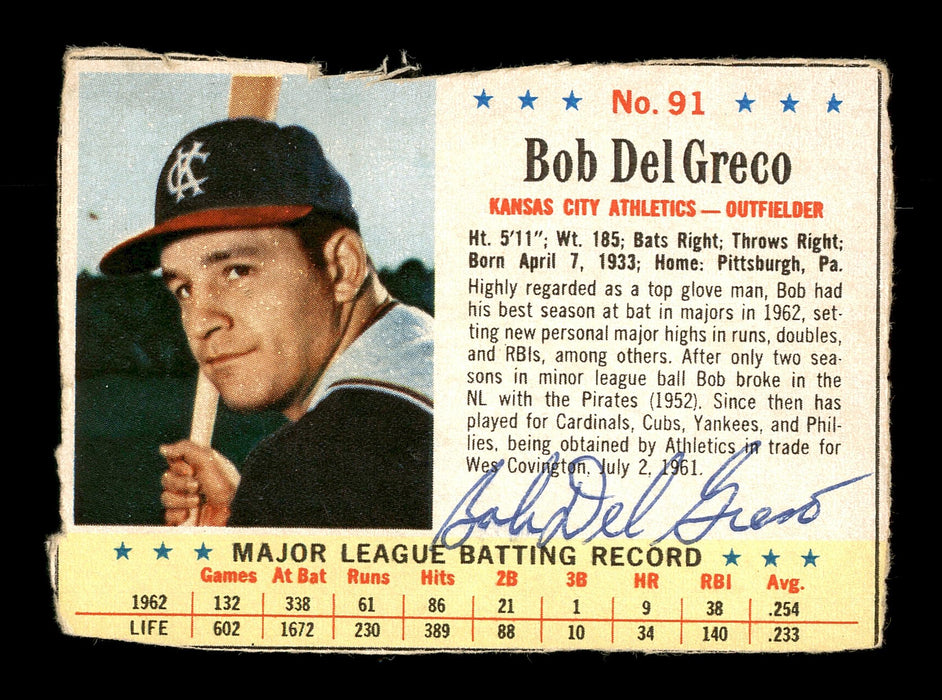 KC
★ ★ ★ No. 91 ★ ★ ★
Bob Del Greco
KANSAS CITY ATHLETICS — OUTFIELDER
Ht. 5'11"; Wt. 185; Bats Right; Throws Right;
Born April 7, 1933; Home: Pittsburgh, Pa.
Highly regarded as a top glove man, Bob had
his best season at bat in majors in 1962, set-
ting new personal major highs in runs, doubles,
and RBIs, among others. After only two sea-
sons in minor league ball Bob broke in the
NL with the Pirates (1952). Since then has
played for Cardinals, Cubs, Yankees, and Phil-
lies, being obtained by Athletics in trade for
Wes Covington, July 2, 1961.
Bob Del Greco
★ ★ ★ MAJOR LEAGUE BATTING RECORD ★ ★ ★
Games At Bat Runs Hits 2B 3B HR RBI Avg.
1962 132 338 61 86 21 1 9 38 .254
LIFE 602 1672 230 389 88 10 34 140 .233